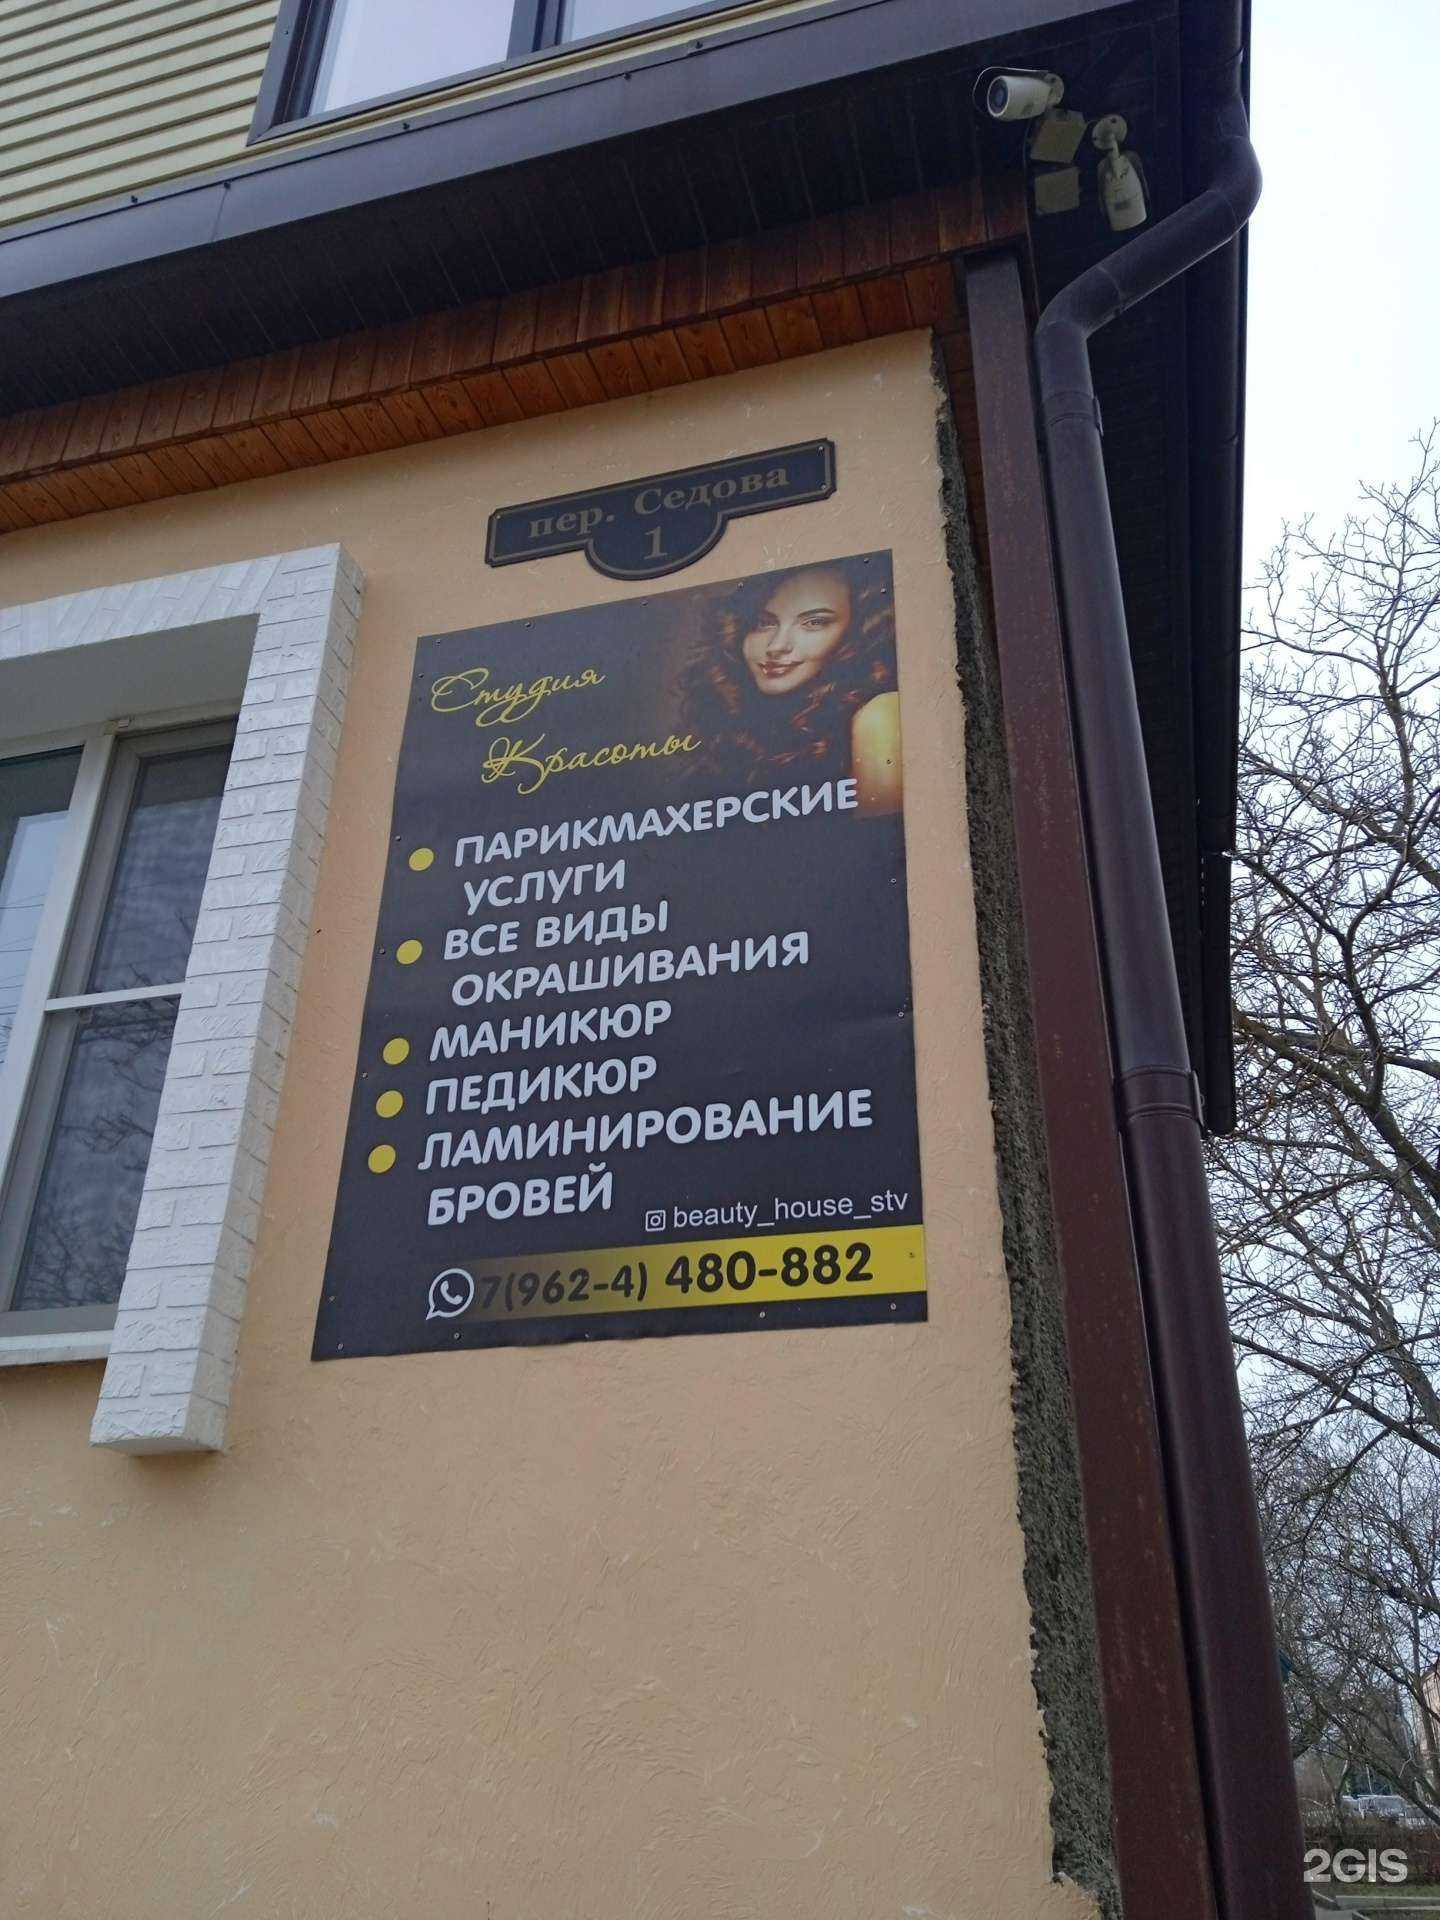 пер. Седова
1
Студия
Красоты
ПАРИКМАХЕРСКИЕ
УСЛУГИ
ВСЕ ВИДЫ
ОКРАШИВАНИЯ
МАНИКЮР
ПЕДИКЮР
ЛАМИНИРОВАНИЕ
БРОВЕЙ
beauty_house_stv
7(962-4) 480-882
2GIS